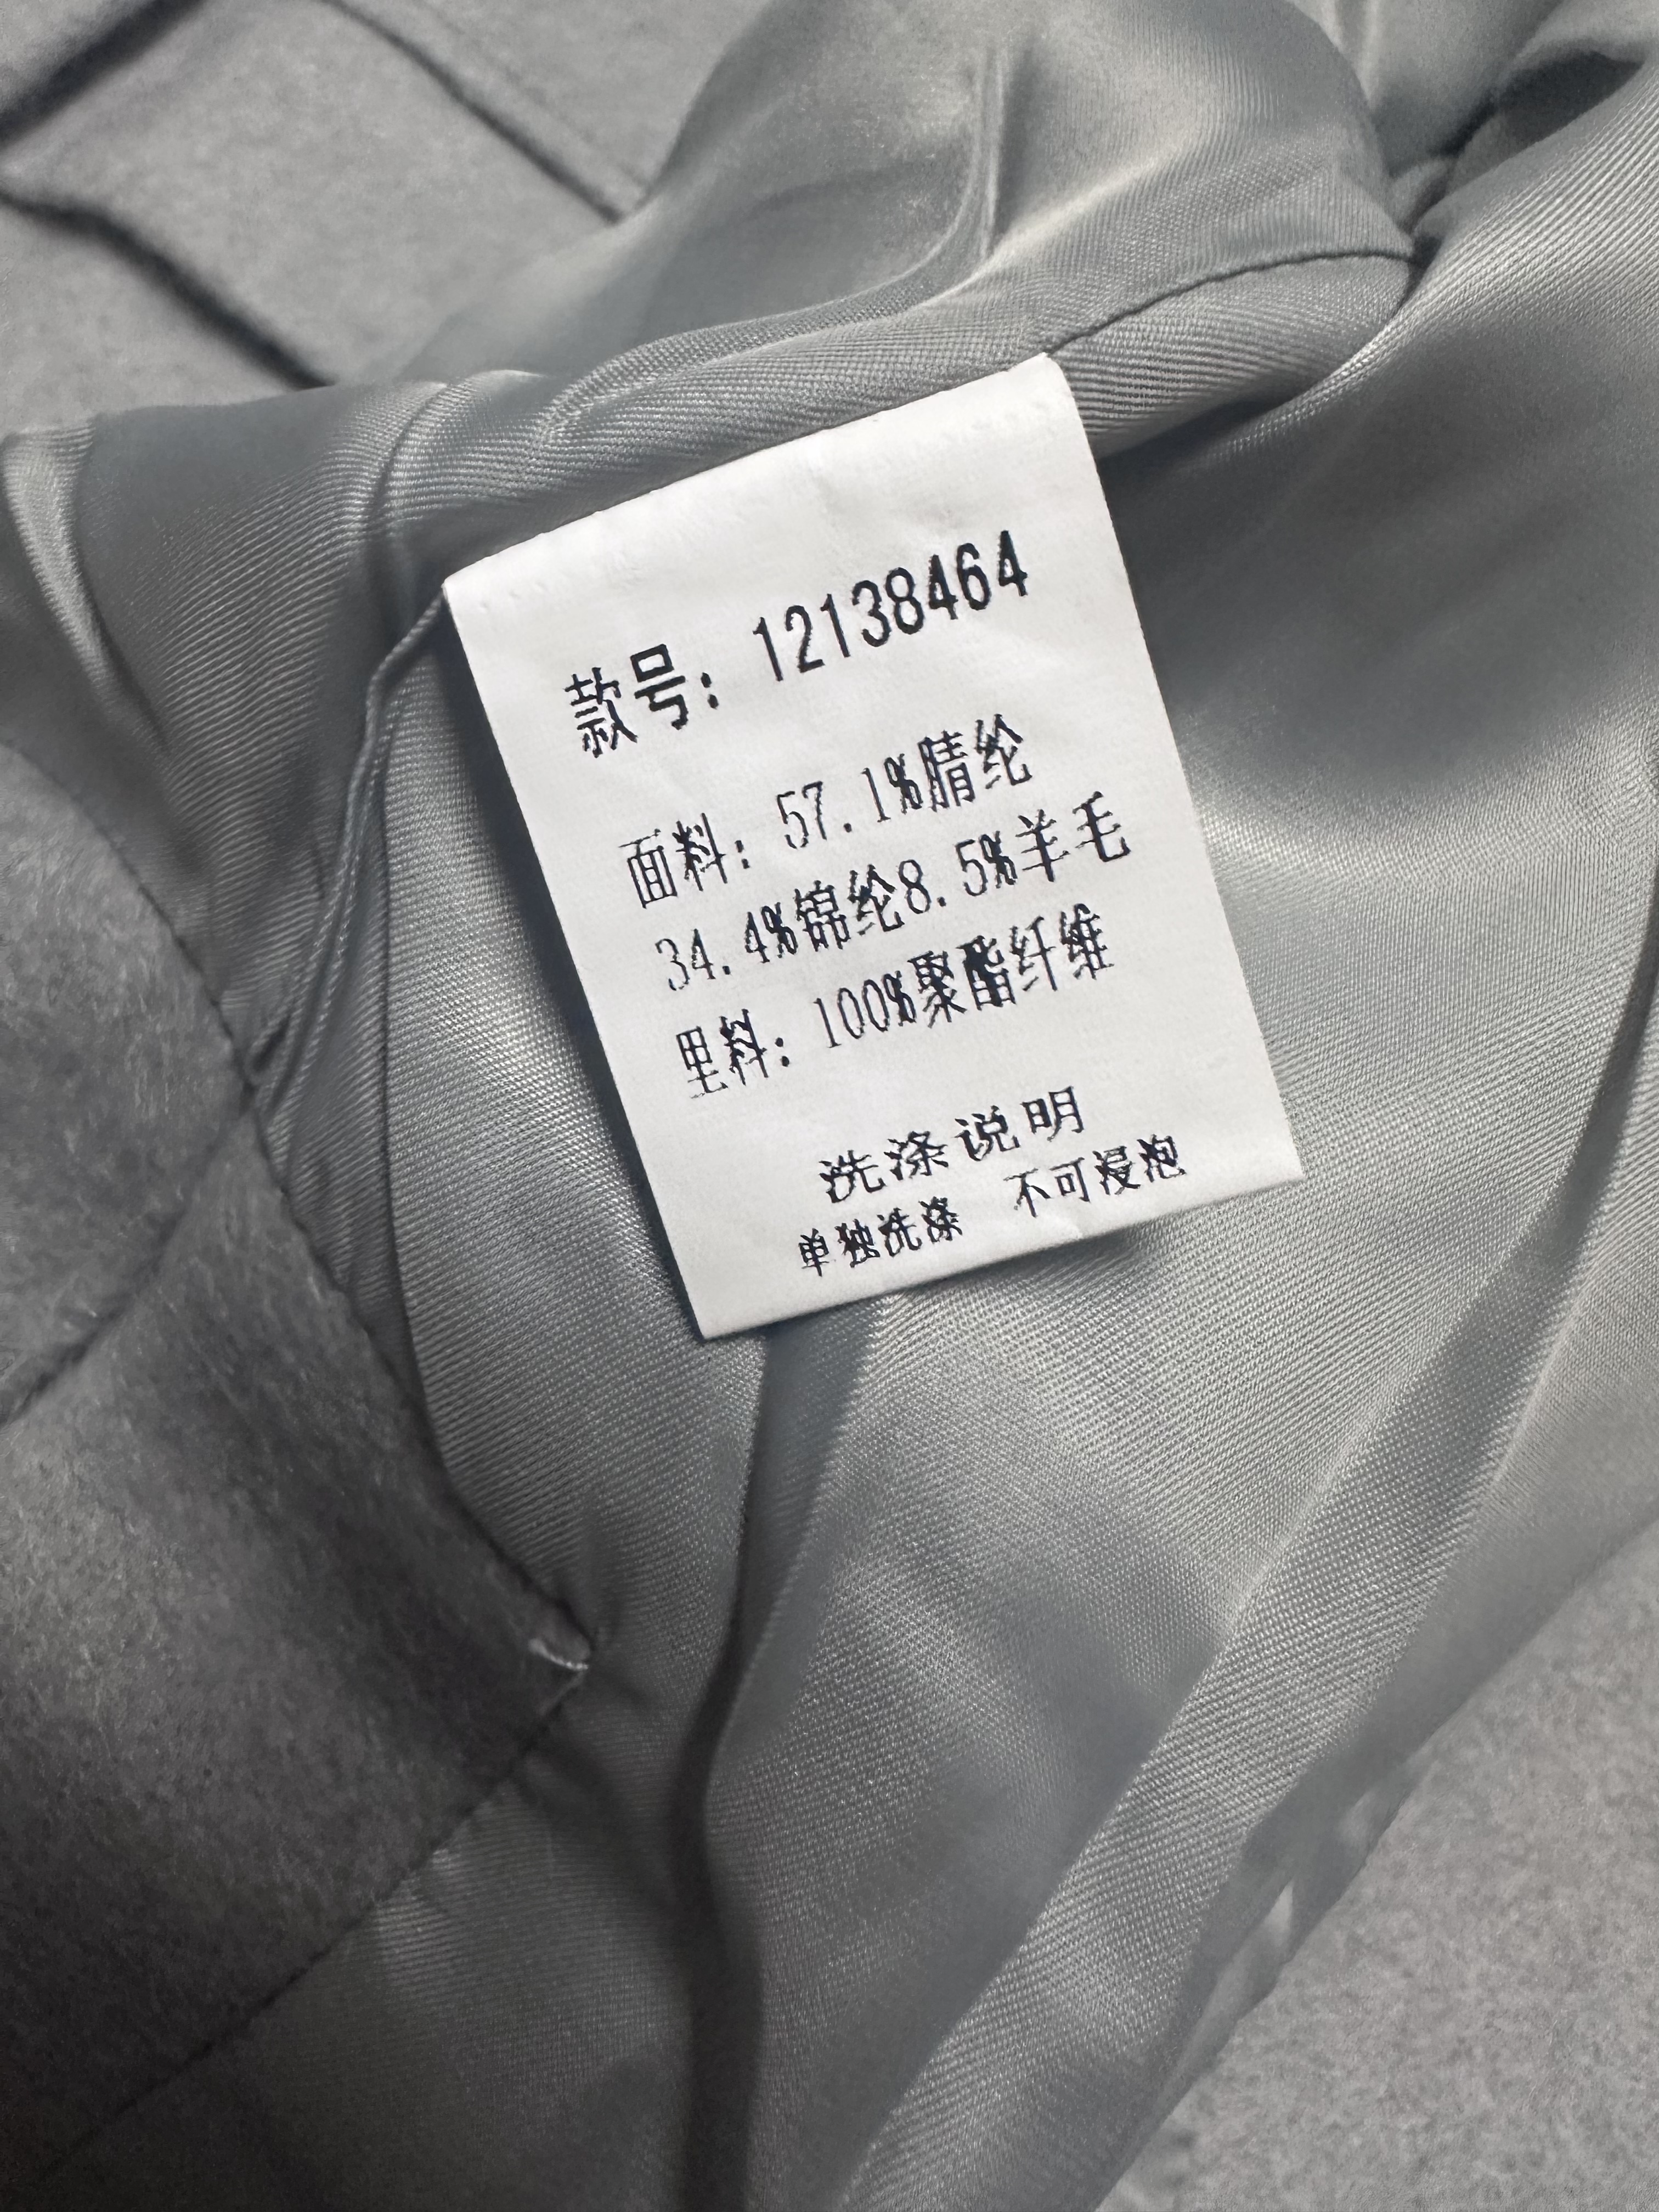 款号：12138464
面料：57.1%腈纶
34.4%锦纶8.5%羊毛
里料：100%聚酯纤维
洗涤说明
单独洗涤 不可浸泡